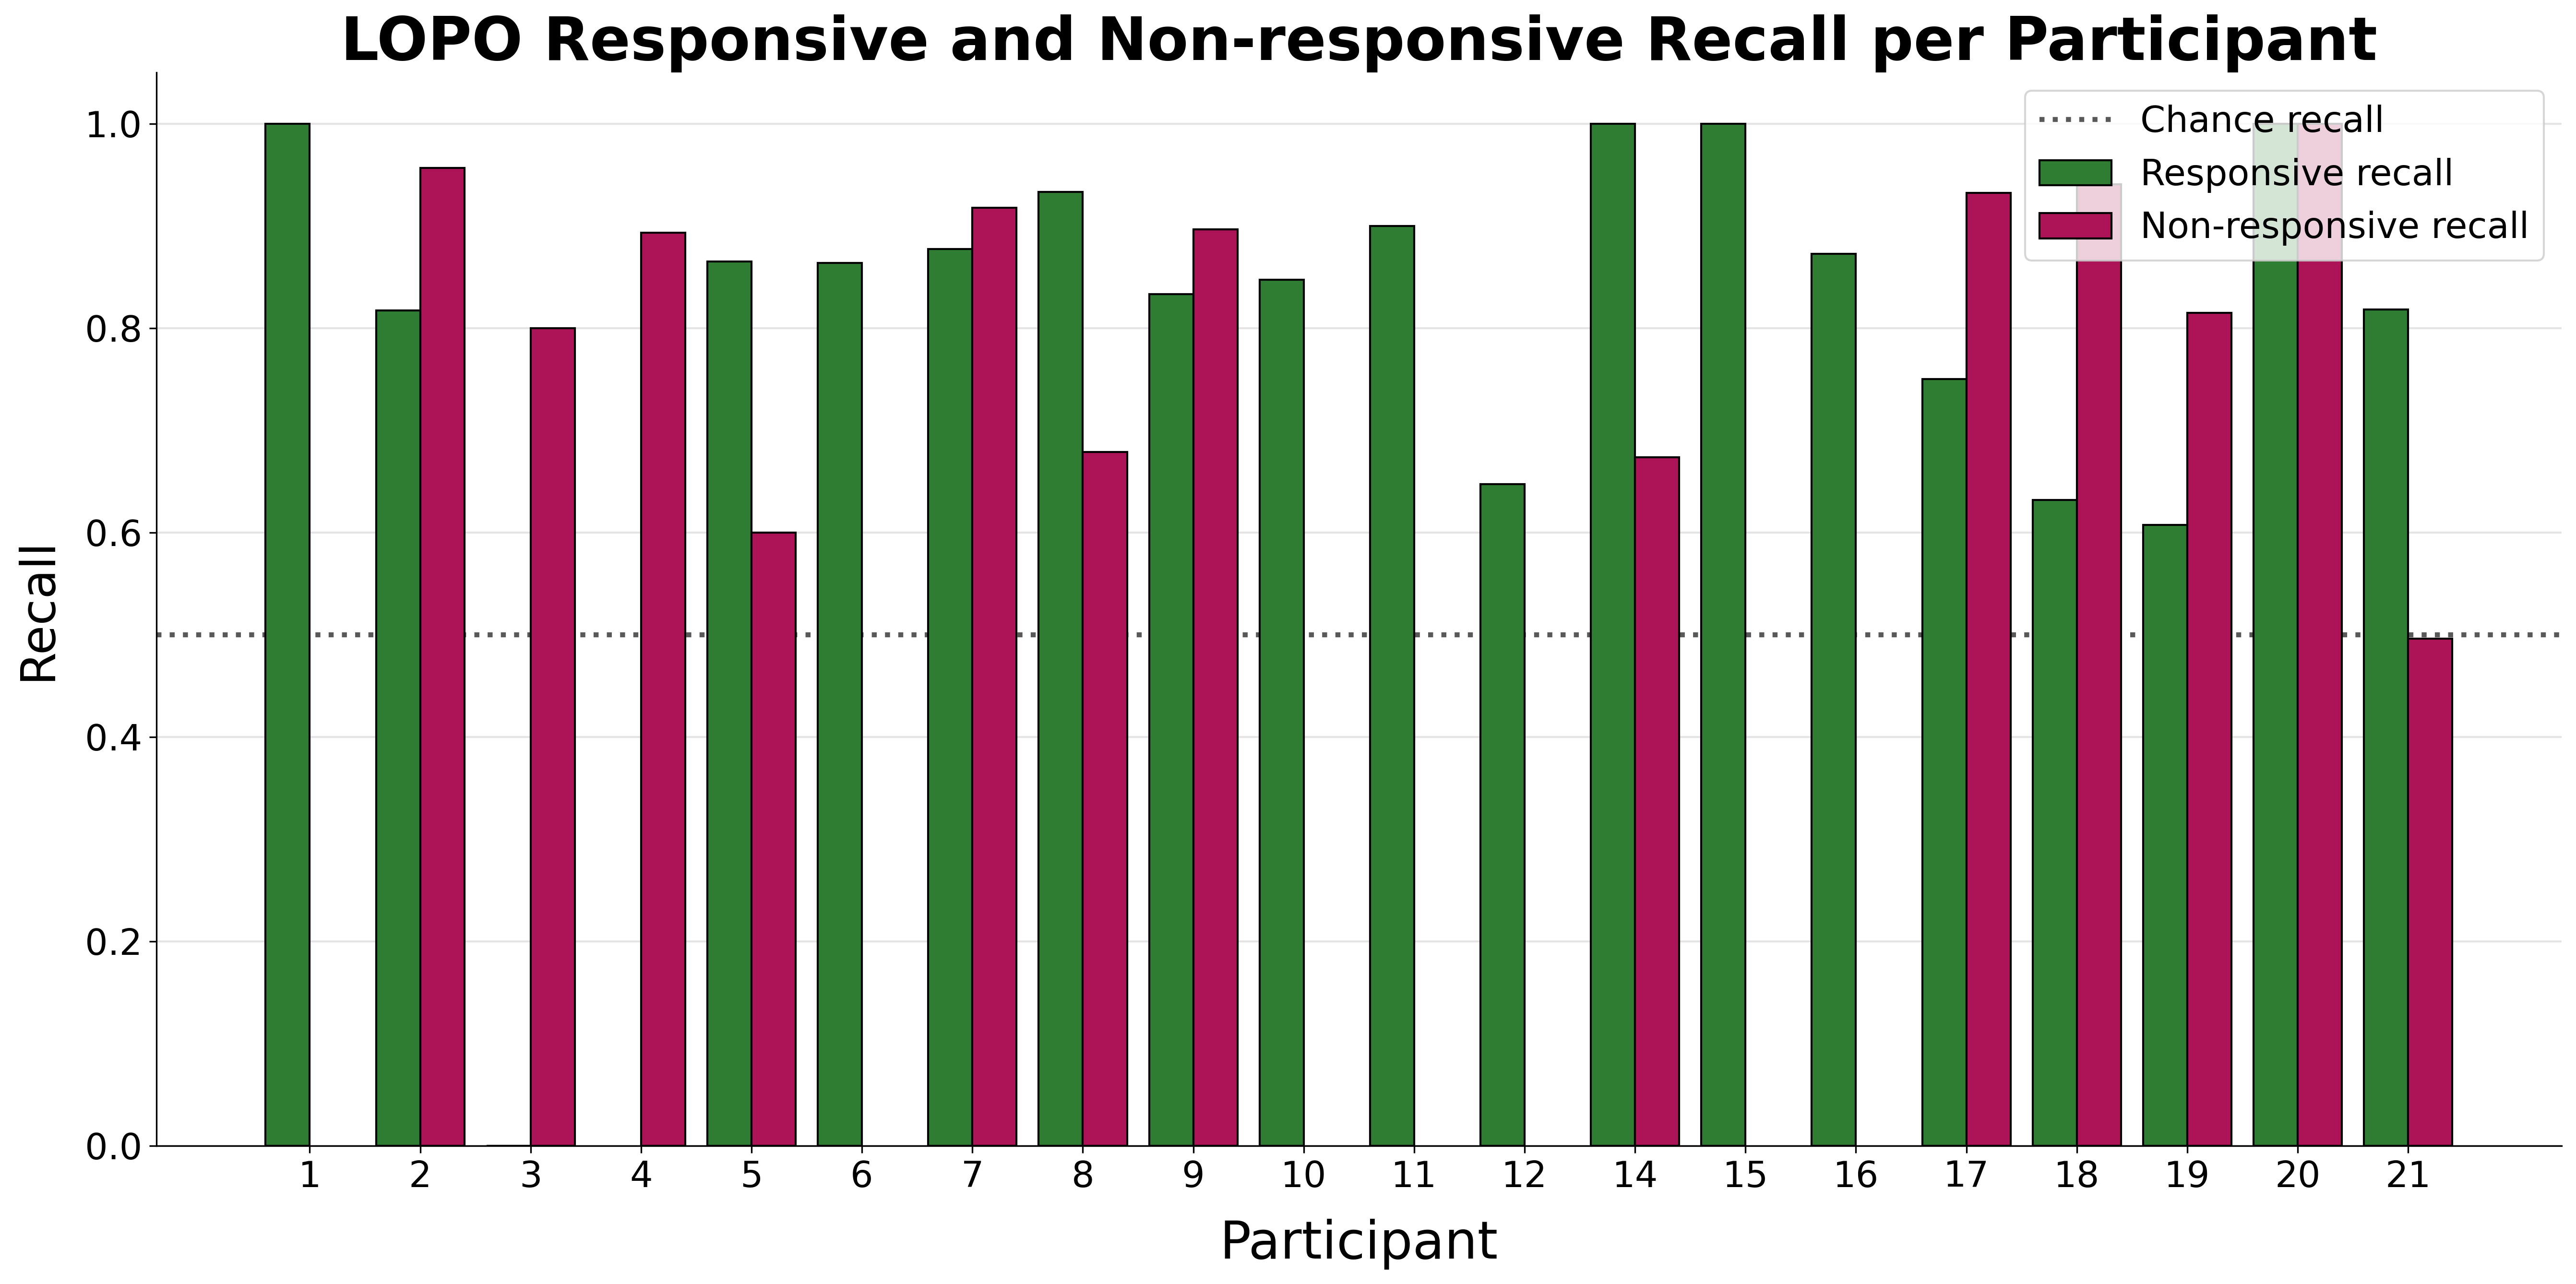 LOPO Responsive and Non-responsive Recall per Participant
Chance recall
Responsive recall
Non-responsive recall
1.0
0.8
0.6
0.4
0.2
0.0
Recall
1 2 3 4 5 6 7 8 9 10 11 12 14 15 16 17 18 19 20 21
Participant